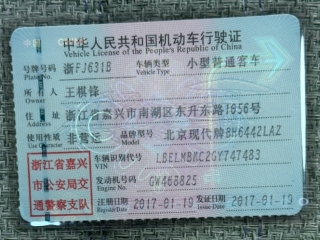 中华人民共和国机动车行驶证
Vehicle License of the People's Republic of China
号牌号码 浙FJ631B 车辆类型 小型普通客车
Plate No. Vehicle Type
所有人 王棋锋
Owner
住址 浙江省嘉兴市南湖区东升东路1656号
Address
使用性质 非营运 品牌型号 北京现代牌BH6442LAZ
Use Character Model
浙江省嘉兴市公安局交通警察支队
车辆识别代号 LBELMBKC2GY747483
VIN
发动机号码 GW468825
Engine No.
注册日期 2017-01-19 发证日期 2017-01-19
Register Date Issue Date